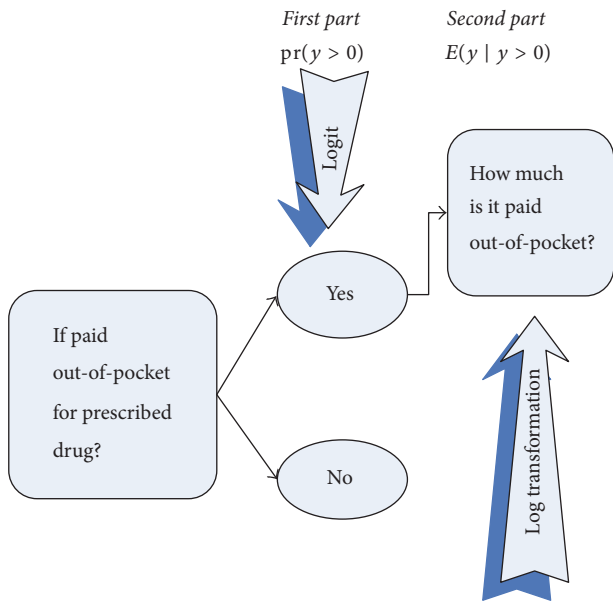 First part
pr(y > 0)
Second part
E(y | y > 0)
Logit
How much
is it paid
out-of-pocket?
Yes
If paid
out-of-pocket
for prescribed
drug?
No
Log transformation